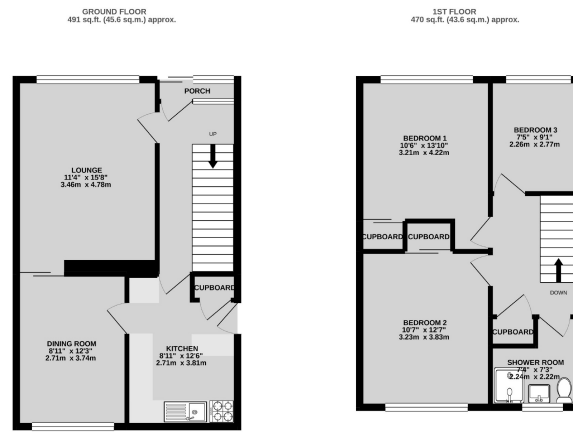 GROUND FLOOR
491 sq.ft. (45.6 sq.m.) approx.
PORCH
UP
LOUNGE
11'4" x 15'8"
3.46m x 4.78m
CUPBOARD
DINING ROOM
8'11" x 12'3"
2.71m x 3.74m
KITCHEN
8'11" x 12'6"
2.71m x 3.81m
1ST FLOOR
470 sq.ft. (43.6 sq.m.) approx.
BEDROOM 1
10'6" x 13'10"
3.21m x 4.22m
BEDROOM 3
7'5" x 9'1"
2.26m x 2.77m
CUPBOARD
CUPBOARD
DOWN
BEDROOM 2
10'7" x 12'7"
3.23m x 3.83m
CUPBOARD
SHOWER ROOM
7'4" x 7'3"
2.24m x 2.22m